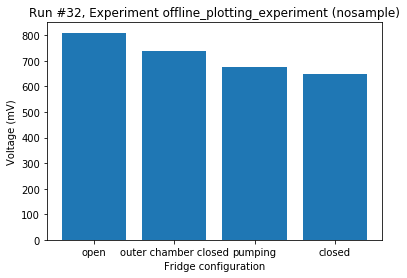 Run #32, Experiment offline_plotting_experiment (nosample)
800
700
600
500
400
300
200
100
0
Voltage (mV)
open outer chamber closed pumping closed
Fridge configuration